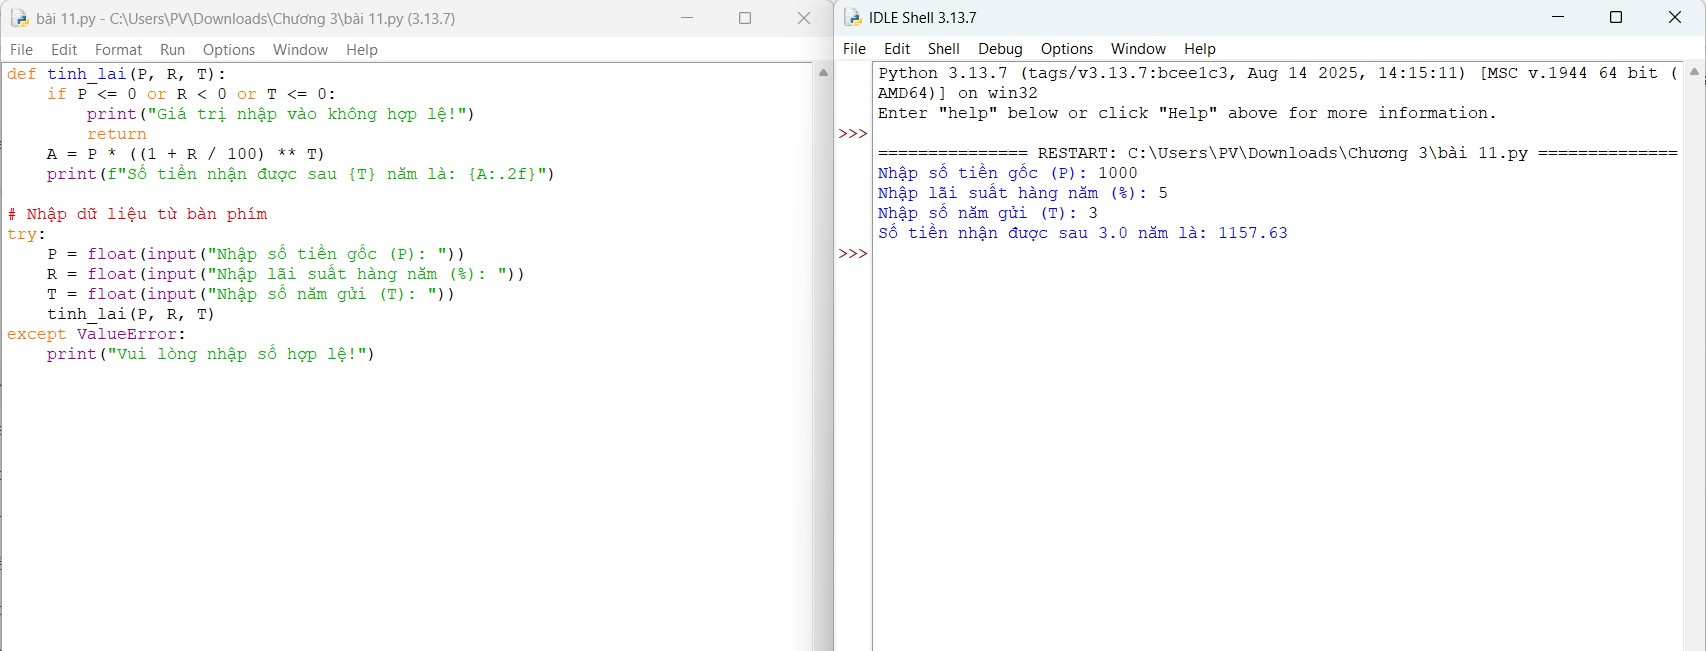 bài 11.py - C:\Users\PV\Downloads\Chương 3\bài 11.py (3.13.7)
File Edit Format Run Options Window Help
def tinh_lai(P, R, T):
    if P <= 0 or R < 0 or T <= 0:
        print("Giá trị nhập vào không hợp lệ!")
        return
    A = P * ((1 + R / 100) ** T)
    print(f"Số tiền nhận được sau {T} năm là: {A:.2f}")
# Nhập dữ liệu từ bàn phím
try:
    P = float(input("Nhập số tiền gốc (P): "))
    R = float(input("Nhập lãi suất hàng năm (%): "))
    T = float(input("Nhập số năm gửi (T): "))
    tinh_lai(P, R, T)
except ValueError:
    print("Vui lòng nhập số hợp lệ!")
IDLE Shell 3.13.7
File Edit Shell Debug Options Window Help
Python 3.13.7 (tags/v3.13.7:bcee1c3, Aug 14 2025, 14:15:11) [MSC v.1944 64 bit (
AMD64)] on win32
Enter "help" below or click "Help" above for more information.
>>>
=============== RESTART: C:\Users\PV\Downloads\Chương 3\bài 11.py ==============
Nhập số tiền gốc (P): 1000
Nhập lãi suất hàng năm (%): 5
Nhập số năm gửi (T): 3
Số tiền nhận được sau 3.0 năm là: 1157.63
>>>